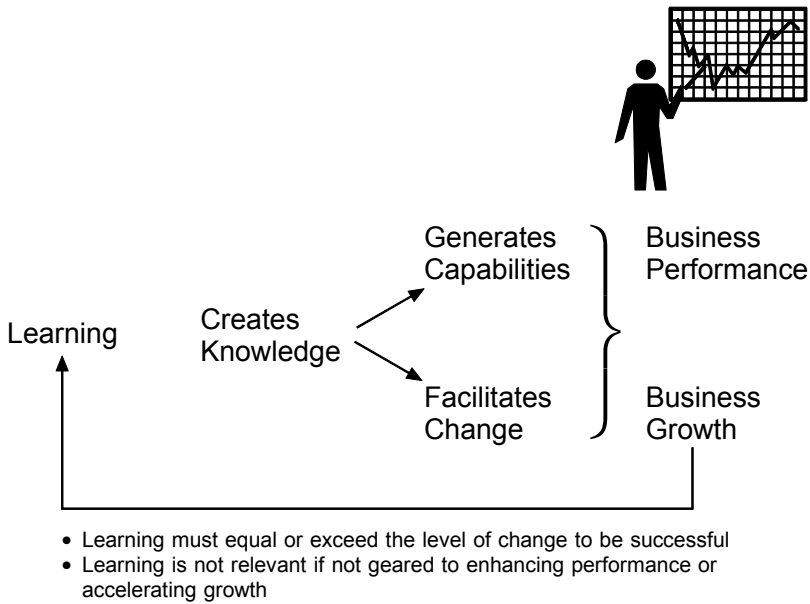 Generates
Capabilities
Business
Performance
Learning
Creates
Knowledge
Facilitates
Change
Business
Growth
• Learning must equal or exceed the level of change to be successful
• Learning is not relevant if not geared to enhancing performance or
accelerating growth